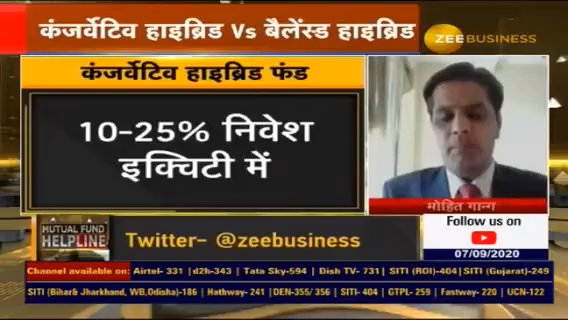 कंजर्वेटिव हाइब्रिड Vs बैलेंस्ड हाइब्रिड
ZEE BUSINESS
कंजर्वेटिव हाइब्रिड फंड
10-25% निवेश
इक्विटी में
मोहित गान्ग
MUTUAL FUND
HELPLINE
Twitter- @zeebusiness
Follow us on
07/09/2020
Channel available on: Airtel- 331 |d2h-343 | Tata Sky-594 | Dish TV- 731| SITI (ROI)-404| SITI (Gujarat)-249
SITI (Bihar& Jharkhand, WB,Odisha)-186 | Hathway- 241 |DEN-355/ 356 | SITI- 404 | GTPL- 259 | Fastway- 220 | UCN-122